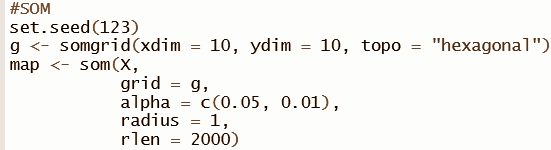 #SOM
set.seed(123)
g <- somgrid(xdim = 10, ydim = 10, topo = "hexagonal")
map <- som(X,
           grid = g,
           alpha = c(0.05, 0.01),
           radius = 1,
           rlen = 2000)